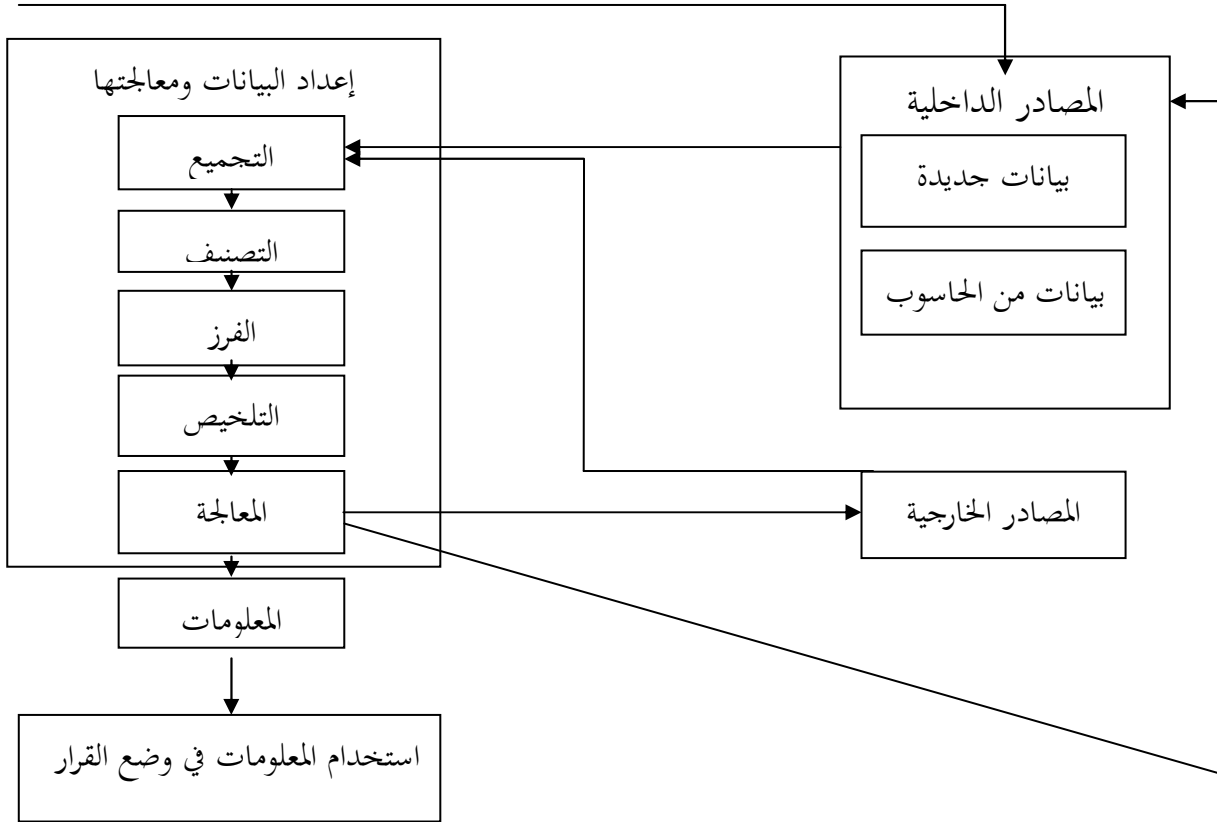 المصادر الداخلية
بيانات جديدة
بيانات من الحاسوب
المصادر الخارجية
إعداد البيانات ومعالجتها
التجميع
التصنيف
الفرز
التلخيص
المعالجة
المعلومات
استخدام المعلومات في وضع القرار